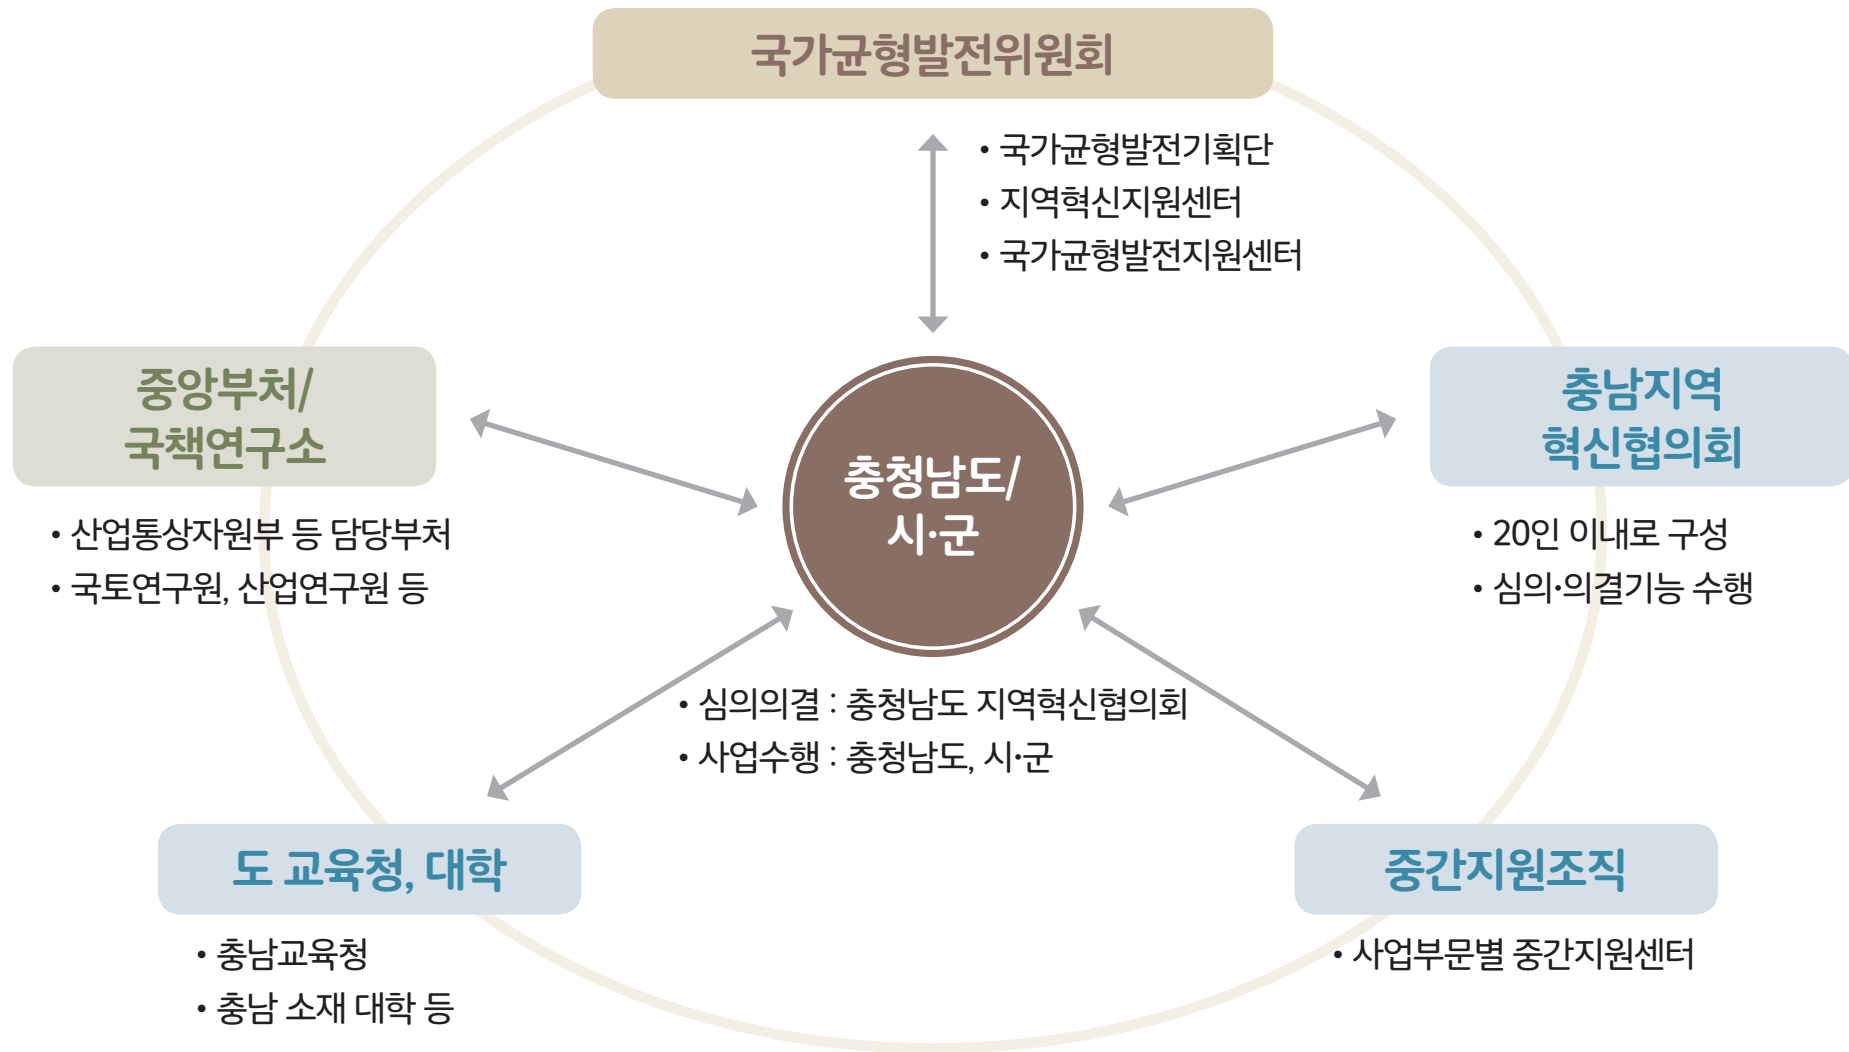 국가균형발전위원회
• 국가균형발전기획단
• 지역혁신지원센터
• 국가균형발전지원센터
중앙부처/
국책연구소
• 산업통상자원부 등 담당부처
• 국토연구원, 산업연구원 등
충청남도/
시·군
• 심의의결 : 충청남도 지역혁신협의회
• 사업수행 : 충청남도, 시·군
충남지역
혁신협의회
• 20인 이내로 구성
• 심의·의결기능 수행
도 교육청, 대학
• 충남교육청
• 충남 소재 대학 등
중간지원조직
• 사업부문별 중간지원센터